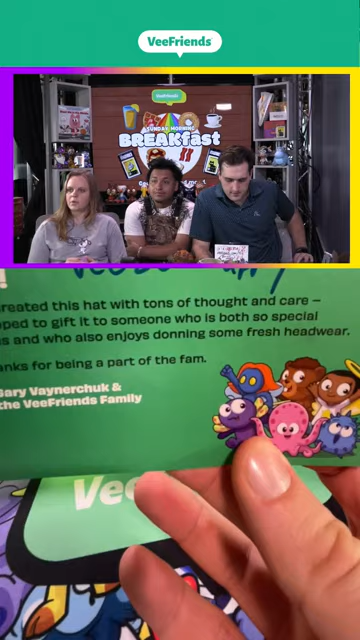 VeeFriends
VeeFriends
SUNDAY MORNING
BREAKfast
!
created this hat with tons of thought and care –
ped to gift it to someone who is both so special
s and who also enjoys donning some fresh headwear.
anks for being a part of the fam.
Gary Vaynerchuk &
the VeeFriends Family
Vee